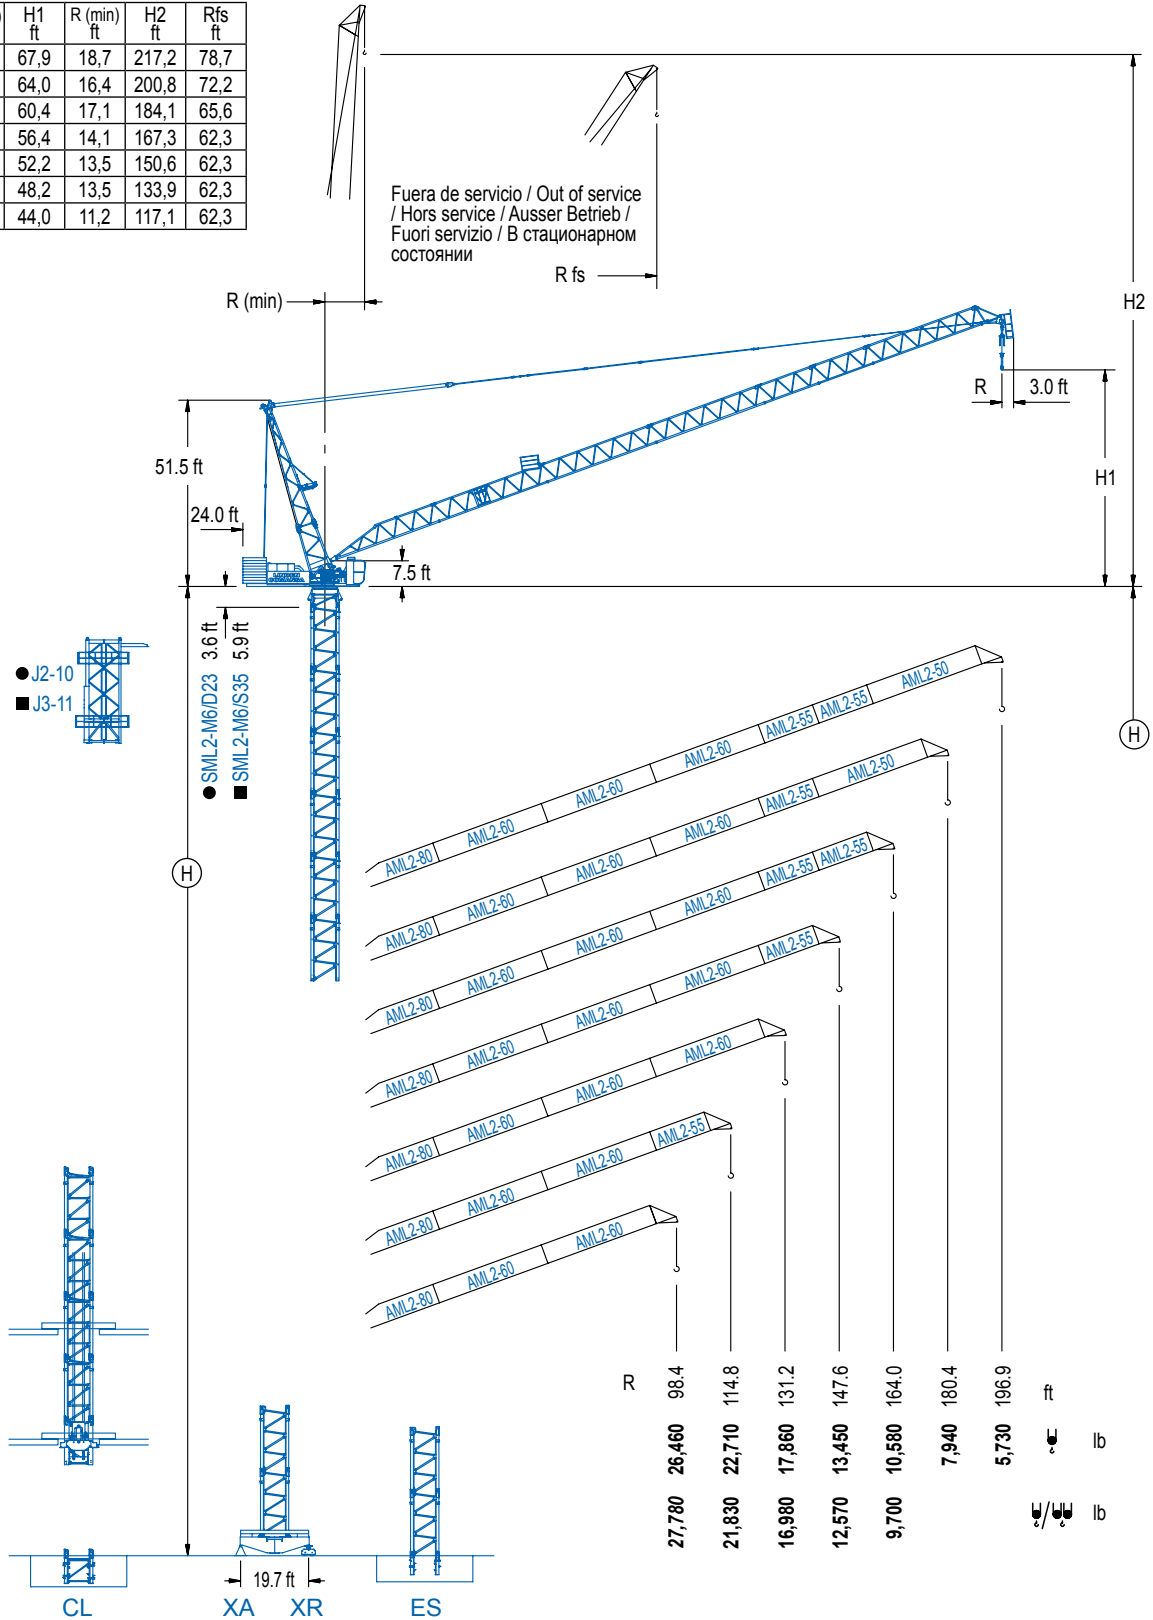 H1 R (min) H2 Rfs
ft ft ft ft
67,9 18,7 217,2 78,7
64,0 16,4 200,8 72,2
60,4 17,1 184,1 65,6
56,4 14,1 167,3 62,3
52,2 13,5 150,6 62,3
48,2 13,5 133,9 62,3
44,0 11,2 117,1 62,3
Fuera de servicio / Out of service
/ Hors service / Ausser Betrieb /
Fuori servizio / В стационарном
состоянии
R fs
R (min)
H2
R 3.0 ft
H1
51.5 ft
24.0 ft
LINDEN
COMANSA
7.5 ft
J2-10
J3-11
SML2-M6/D23 3.6 ft
SML2-M6/S35 5.9 ft
H
H
AML2-80 AML2-60 AML2-60 AML2-60 AML2-55 AML2-55 AML2-50
AML2-80 AML2-60 AML2-60 AML2-60 AML2-55 AML2-50
AML2-80 AML2-60 AML2-60 AML2-60 AML2-55 AML2-55
AML2-80 AML2-60 AML2-60 AML2-60 AML2-55
AML2-80 AML2-60 AML2-60 AML2-60
AML2-80 AML2-60 AML2-60 AML2-55
AML2-80 AML2-60 AML2-60
R 98.4 114.8 131.2 147.6 164.0 180.4 196.9 ft
26,460 22,710 17,860 13,450 10,580 7,940 5,730 lb
27,780 21,830 16,980 12,570 9,700 lb
19.7 ft
CL XA XR ES